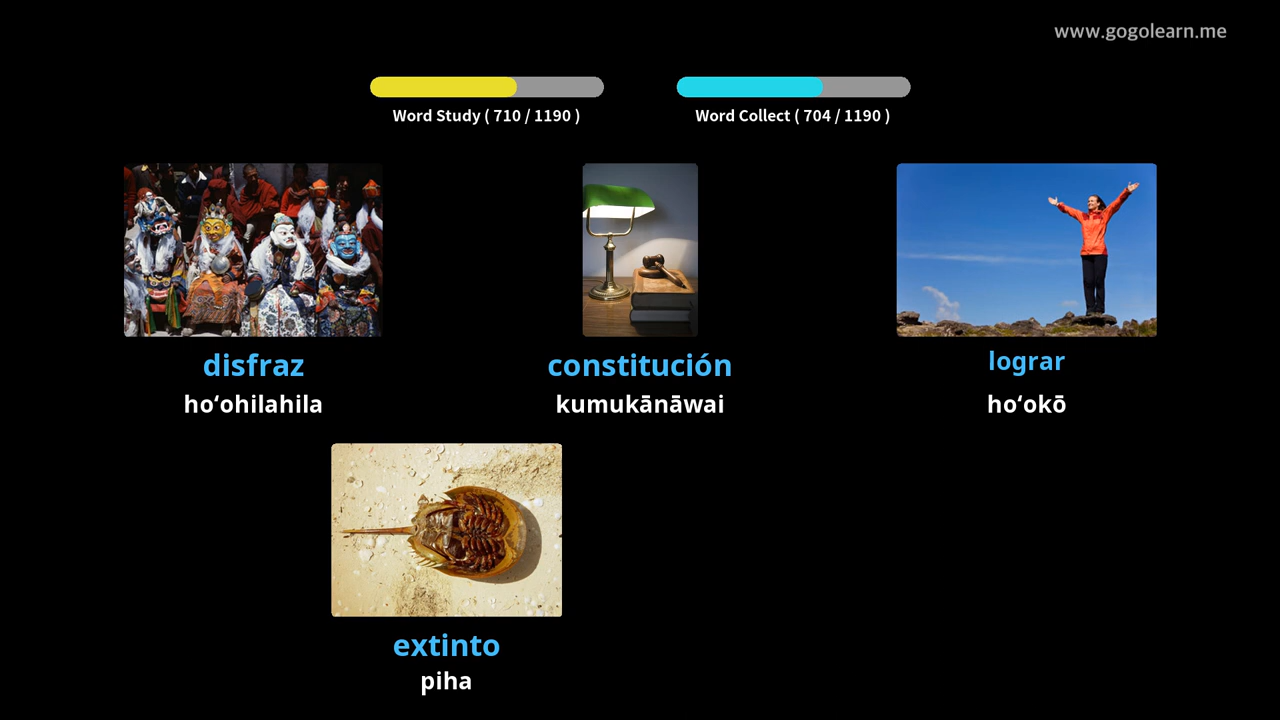 www.gogolearn.me
Word Study ( 710 / 1190 )
Word Collect ( 704 / 1190 )
disfraz
hoʻohilahila
constitución
kumukānāwai
lograr
hoʻokō
extinto
piha